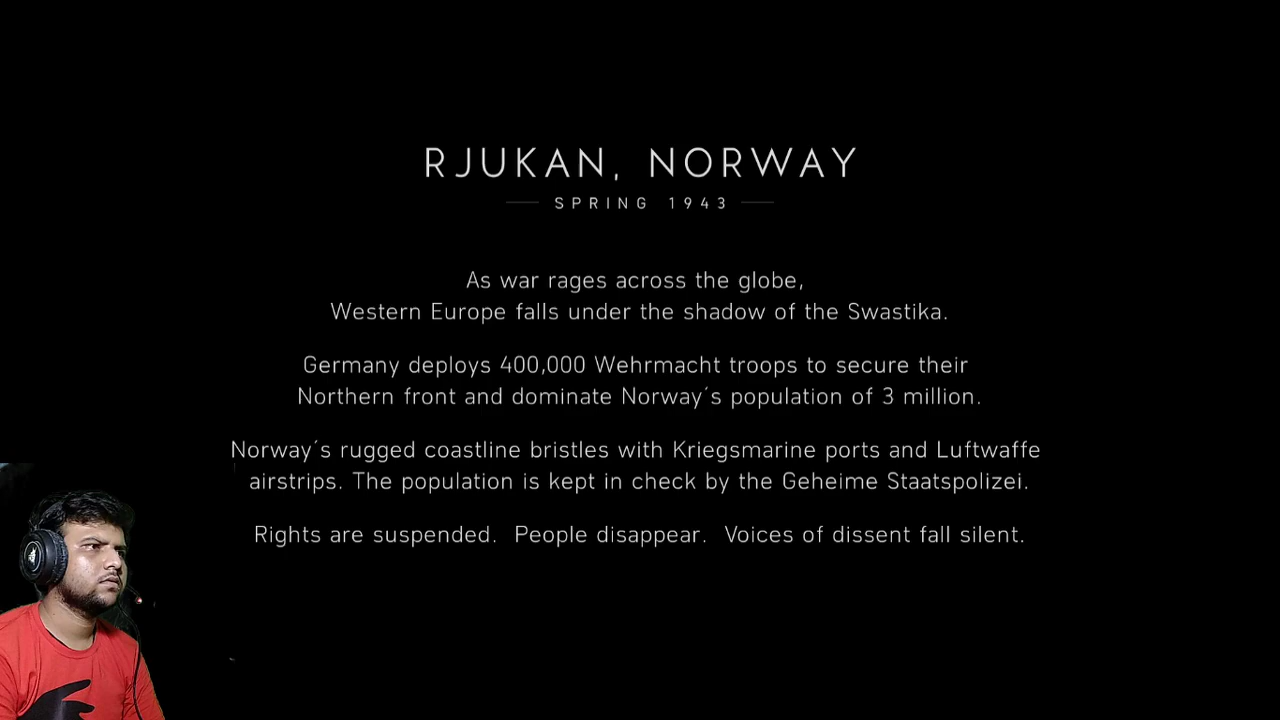 RJUKAN, NORWAY
SPRING 1943
As war rages across the globe,
Western Europe falls under the shadow of the Swastika.
Germany deploys 400,000 Wehrmacht troops to secure their
Northern front and dominate Norway´s population of 3 million.
Norway´s rugged coastline bristles with Kriegsmarine ports and Luftwaffe
airstrips. The population is kept in check by the Geheime Staatspolizei.
Rights are suspended. People disappear. Voices of dissent fall silent.